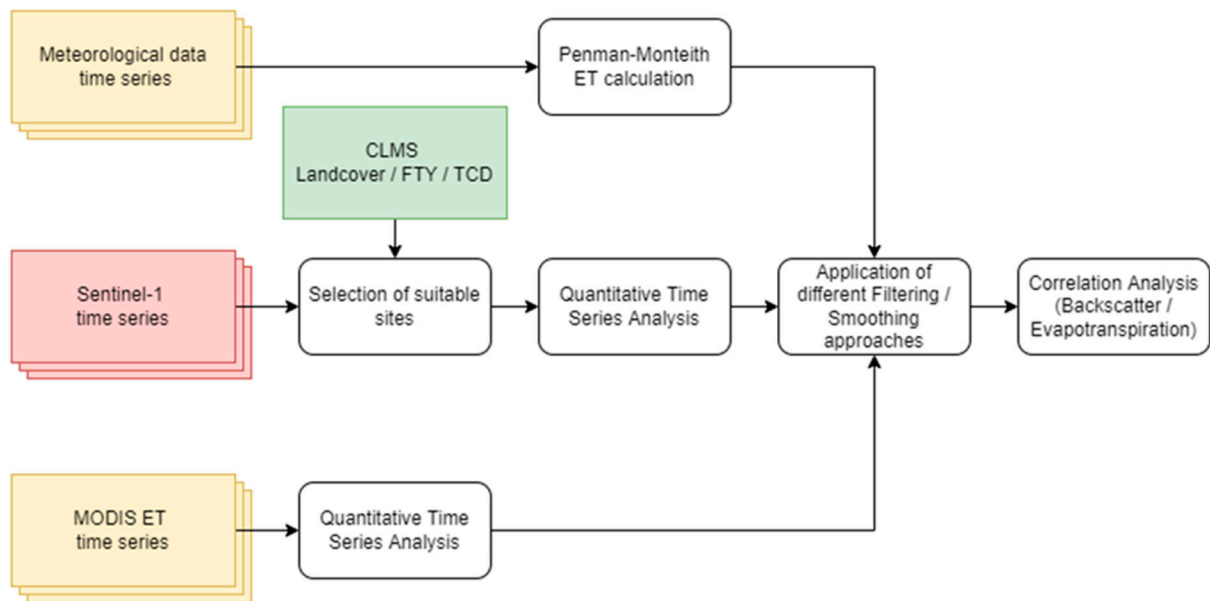 Meteorological data
time series
Penman-Monteith
ET calculation
CLMS
Landcover / FTY / TCD
Sentinel-1
time series
Selection of suitable
sites
Quantitative Time
Series Analysis
Application of
different Filtering /
Smoothing
approaches
Correlation Analysis
(Backscatter /
Evapotranspiration)
MODIS ET
time series
Quantitative Time
Series Analysis